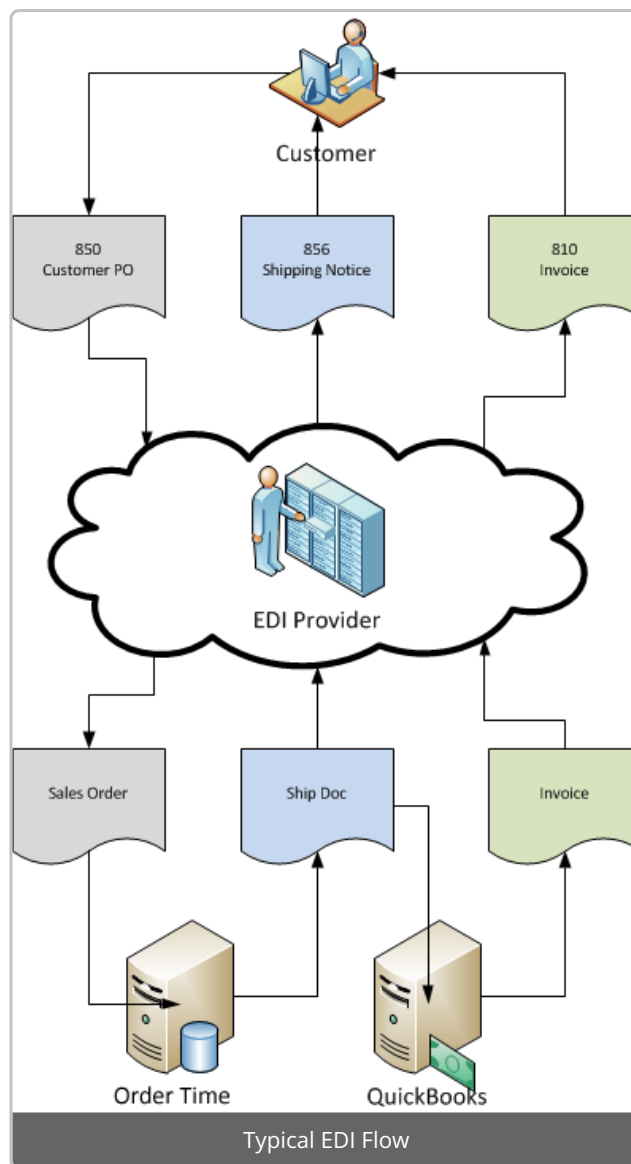 Customer
850
Customer PO
856
Shipping Notice
810
Invoice
EDI Provider
Sales Order
Ship Doc
Invoice
Order Time
QuickBooks
Typical EDI Flow